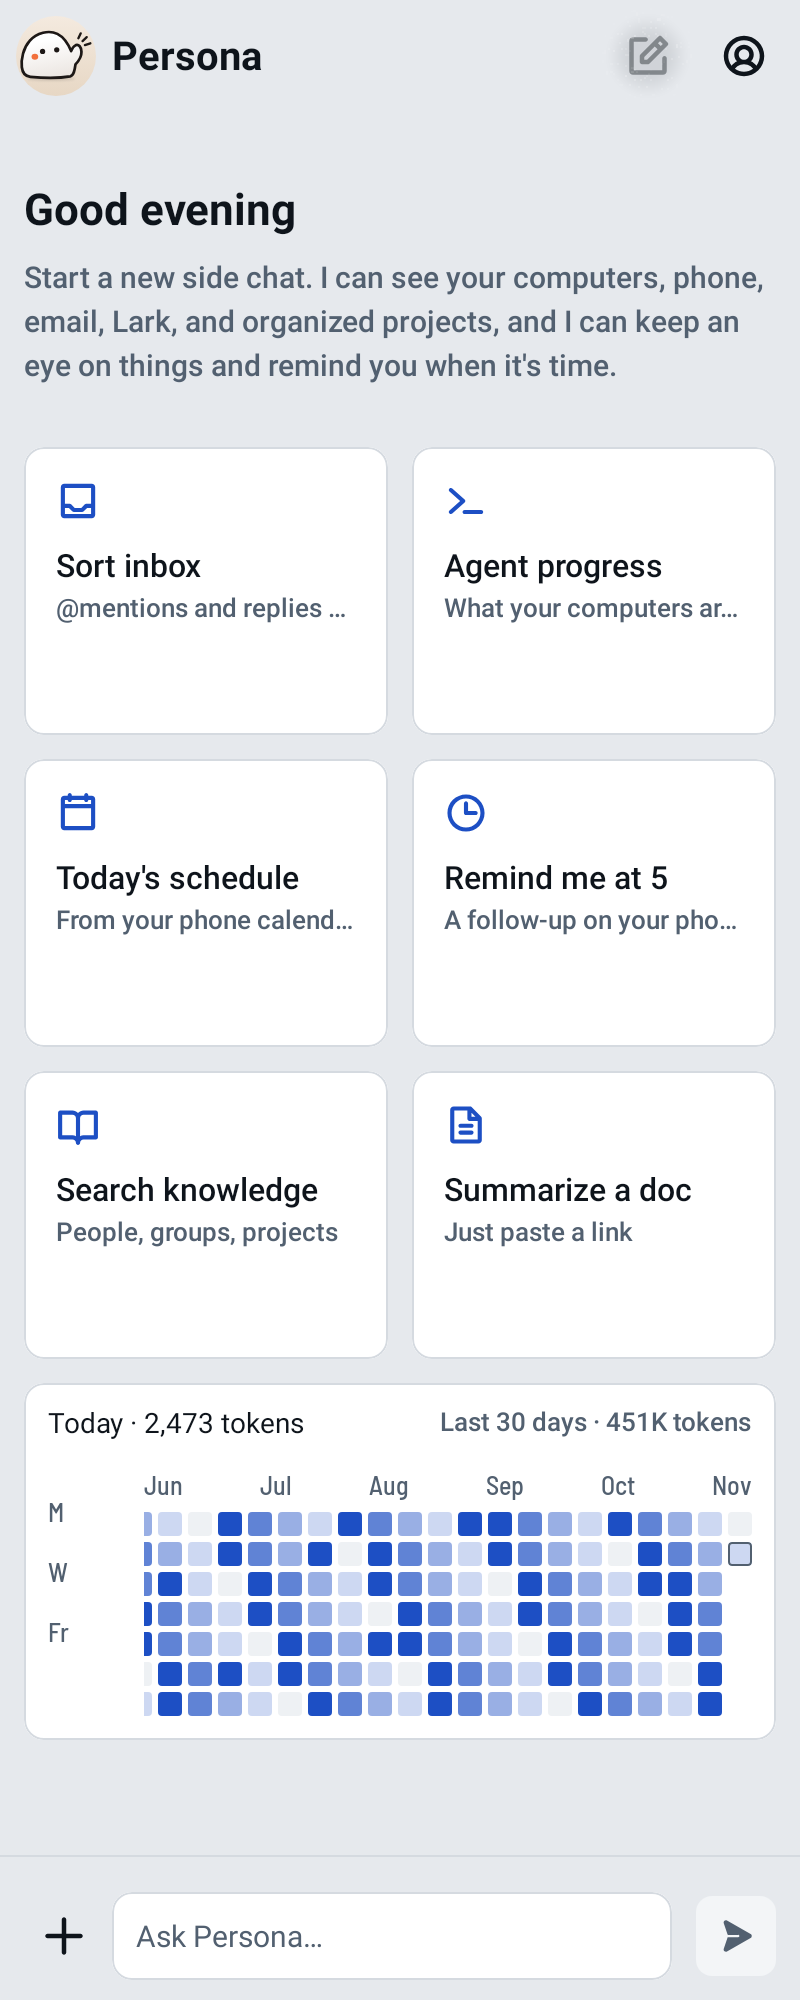 Persona
Good evening
Start a new side chat. I can see your computers, phone,
email, Lark, and organized projects, and I can keep an
eye on things and remind you when it's time.
Sort inbox
@mentions and replies ...
Agent progress
What your computers ar...
Today's schedule
From your phone calend...
Remind me at 5
A follow-up on your pho...
Search knowledge
People, groups, projects
Summarize a doc
Just paste a link
Today · 2,473 tokens
Last 30 days · 451K tokens
Jun Jul Aug Sep Oct Nov
M
W
Fr
Ask Persona...